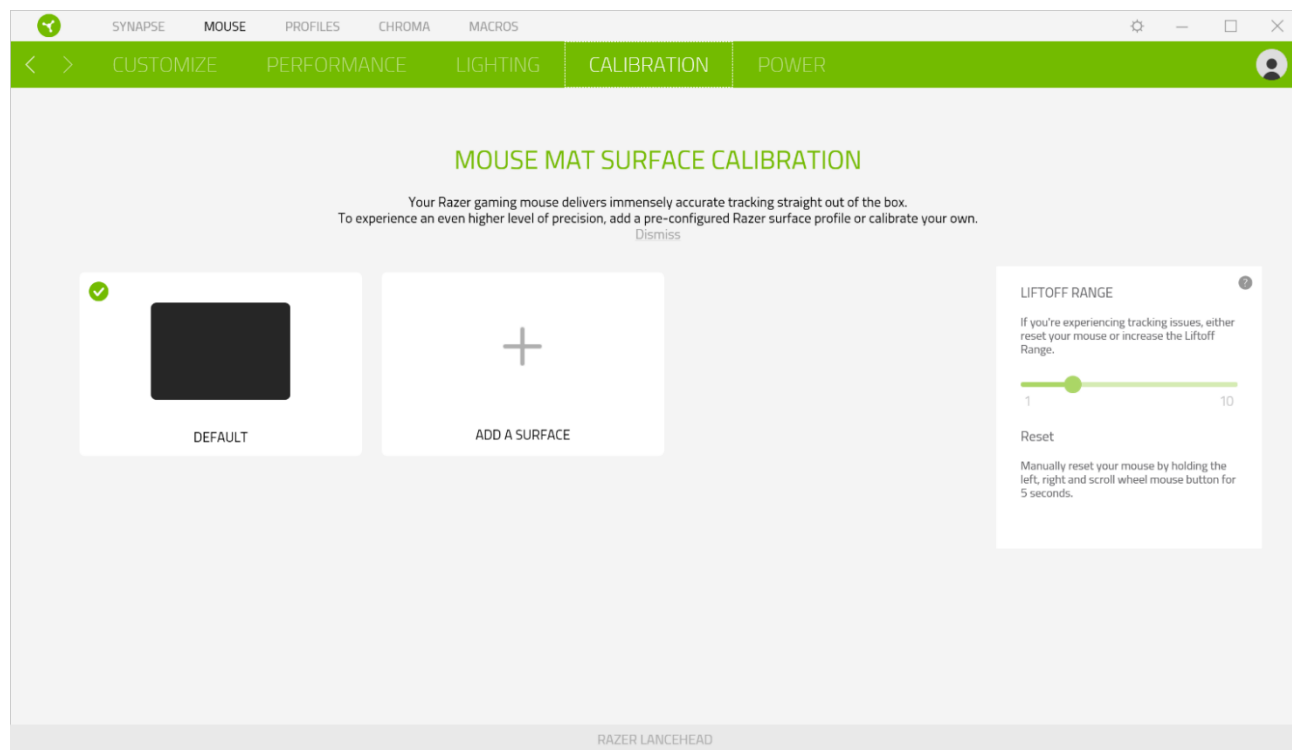 SYNAPSE MOUSE PROFILES CHROMA MACROS
CUSTOMIZE PERFORMANCE LIGHTING CALIBRATION POWER
MOUSE MAT SURFACE CALIBRATION
Your Razer gaming mouse delivers immensely accurate tracking straight out of the box.
To experience an even higher level of precision, add a pre-configured Razer surface profile or calibrate your own.
Dismiss
DEFAULT
ADD A SURFACE
?
LIFTOFF RANGE
If you're experiencing tracking issues, either
reset your mouse or increase the Liftoff
Range.
1 10
Reset
Manually reset your mouse by holding the
left, right and scroll wheel mouse button for
5 seconds.
RAZER LANCEHEAD